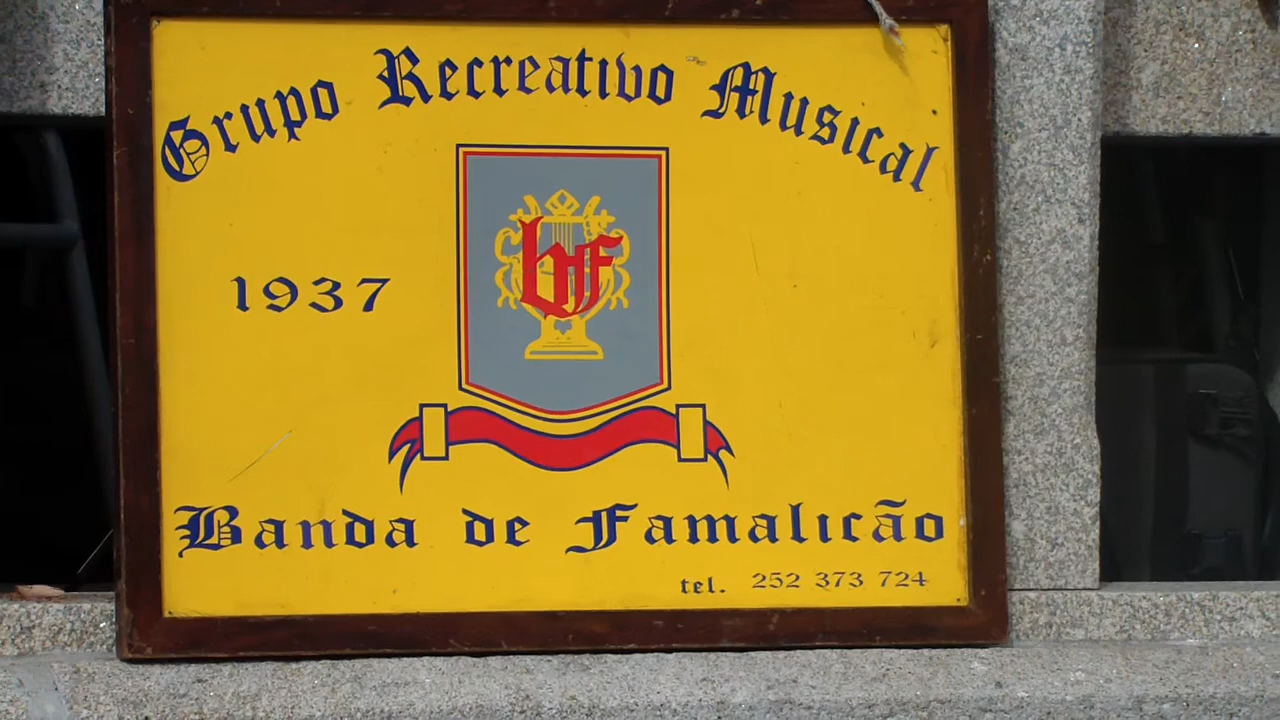 Grupo Recreativo Musical
1937
bf
Banda de Famalicão
tel. 252 373 724